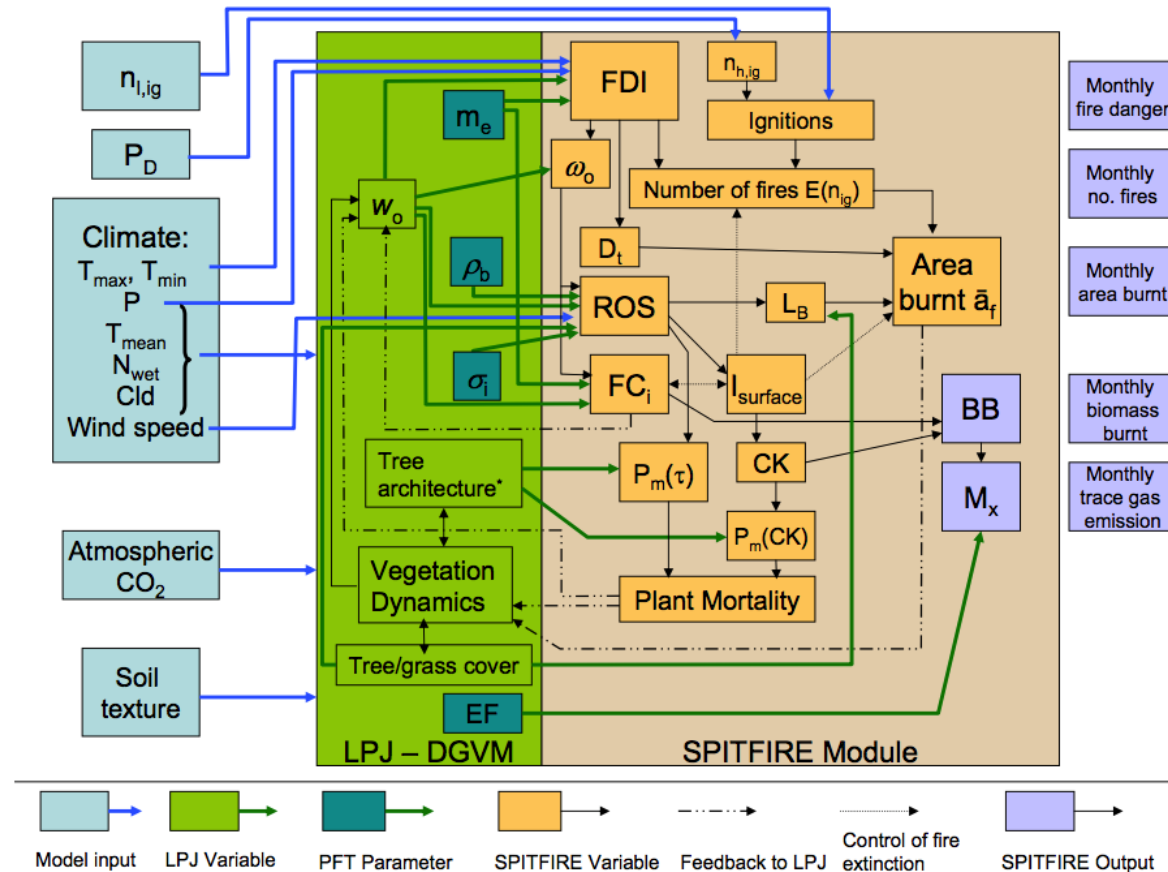 n_l,ig
P_D
Climate:
T_max, T_min
P
T_mean
N_wet
Cld
Wind speed
Atmospheric
CO_2
Soil
texture
m_e
w_o
ρ_b
σ_i
Tree
architecture*
Vegetation
Dynamics
Tree/grass cover
EF
LPJ – DGVM
FDI
n_h,ig
Ignitions
ω_o
Number of fires E(n_ig)
D_t
Area
burnt ā_f
ROS
L_B
FC_i
I_surface
BB
CK
P_m(τ)
M_x
P_m(CK)
Plant Mortality
SPITFIRE Module
Monthly
fire danger
Monthly
no. fires
Monthly
area burnt
Monthly
biomass
burnt
Monthly
trace gas
emission
Model input
LPJ Variable
PFT Parameter
SPITFIRE Variable
Feedback to LPJ
Control of fire
extinction
SPITFIRE Output